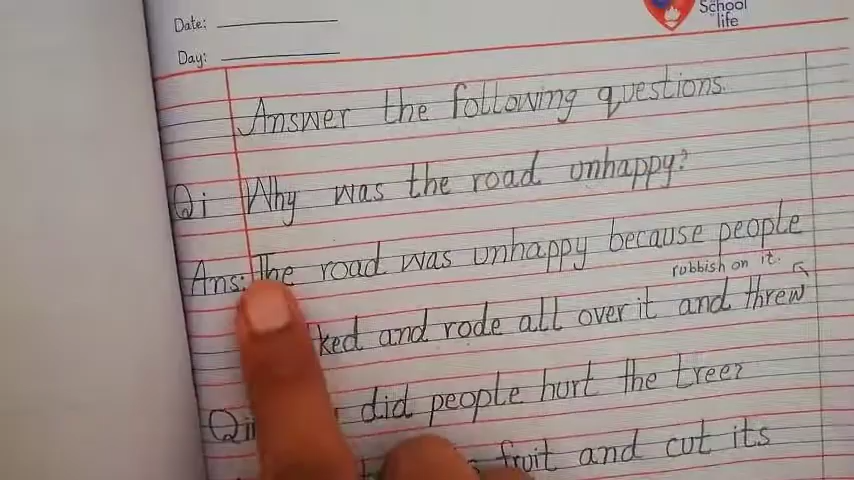 Date:
School
life
Day:
Answer the following questions.
Qi Why was the road unhappy?
Ans: The road was unhappy because people
rubbish on it.
ked and rode all over it and threw
Qii did people hurt the tree?
fruit and cut its